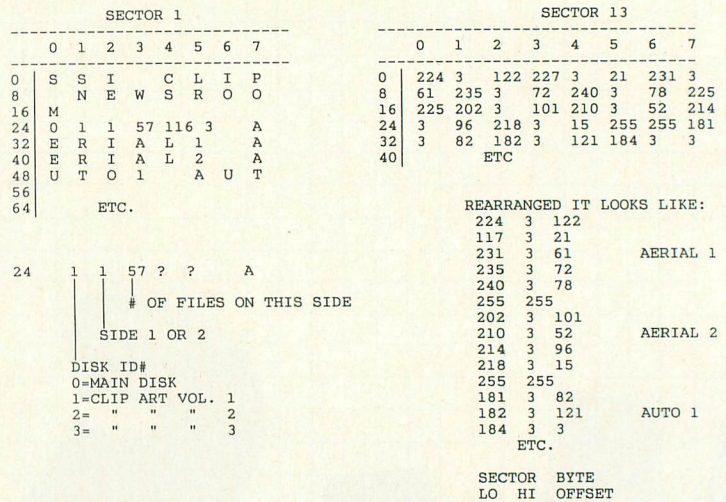 SECTOR 1
0 1 2 3 4 5 6 7
0 S S I C L I P
8 N E W S R O O
16 M
24 0 1 1 57 116 3 A
32 E R I A L 1 A
40 E R I A L 2 A
48 U T O 1 A U T
56
64 ETC.
24 1 1 57 ? ? A
# OF FILES ON THIS SIDE
SIDE 1 OR 2
DISK ID#
0=MAIN DISK
1=CLIP ART VOL. 1
2= " " " 2
3= " " " 3
SECTOR 13
0 1 2 3 4 5 6 7
0 224 3 122 227 3 21 231 3
8 61 235 3 72 240 3 78 225
16 225 202 3 101 210 3 52 214
24 3 96 218 3 15 255 255 181
32 3 82 182 3 121 184 3 3
40 ETC
REARRANGED IT LOOKS LIKE:
224 3 122
117 3 21
231 3 61 AERIAL 1
235 3 72
240 3 78
255 255
202 3 101
210 3 52 AERIAL 2
214 3 96
218 3 15
255 255
181 3 82
182 3 121 AUTO 1
184 3 3
ETC.
SECTOR BYTE
LO HI OFFSET